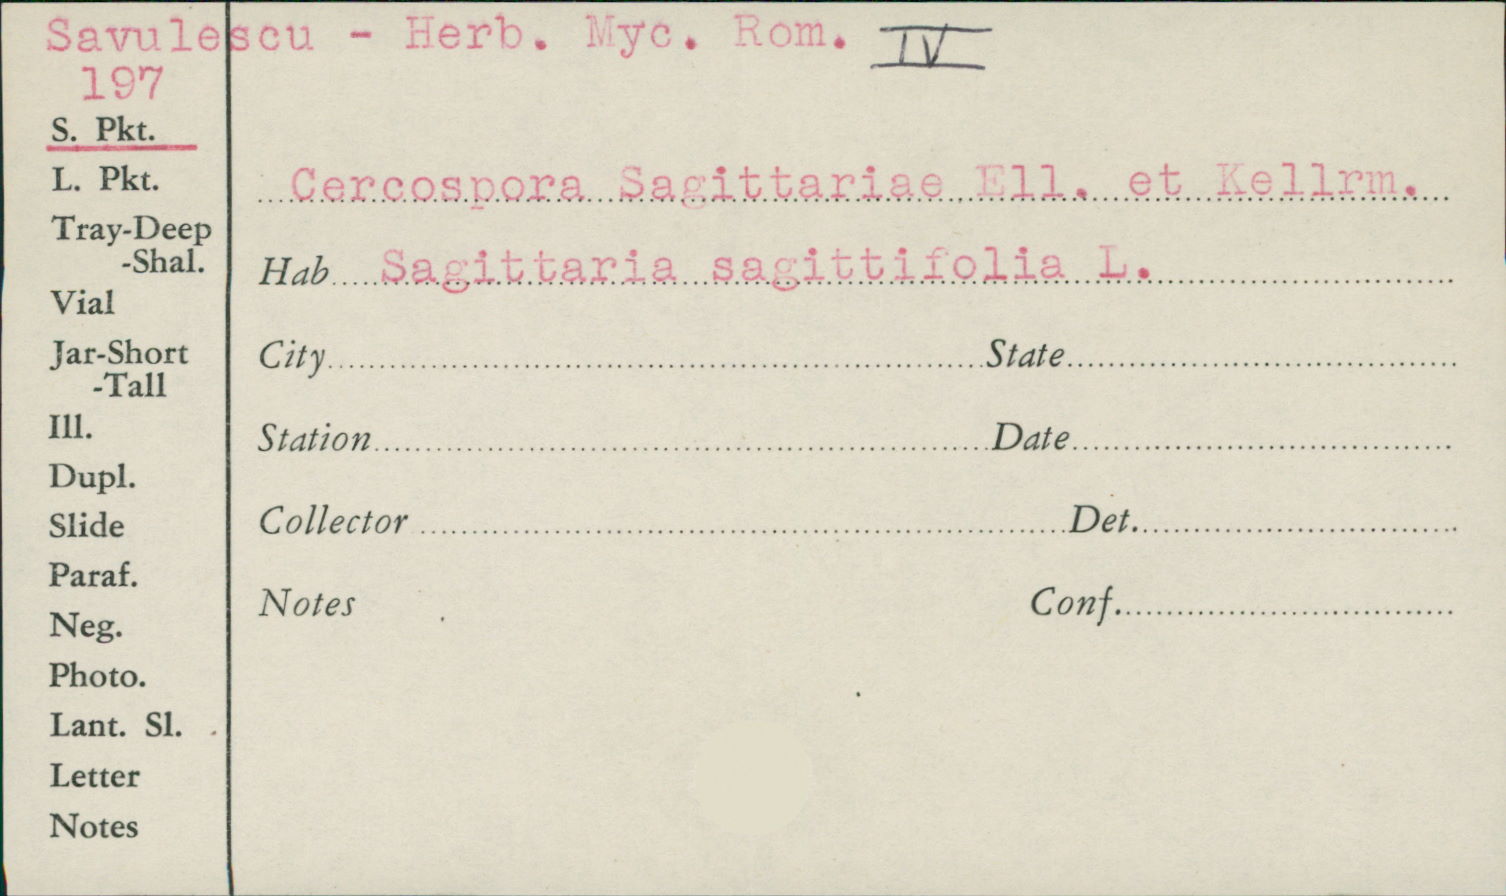 Savulescu - Herb. Myc. Rom. IV
197
S. Pkt.
L. Pkt.
Tray-Deep
-Shal.
Vial
Jar-Short
-Tall
Ill.
Dupl.
Slide
Paraf.
Neg.
Photo.
Lant. Sl.
Letter
Notes
Cercospora Sagittariae Ell. et Kellrm.
Hab Sagittaria sagittifolia L.
City State
Station Date
Collector Det.
Notes Conf.